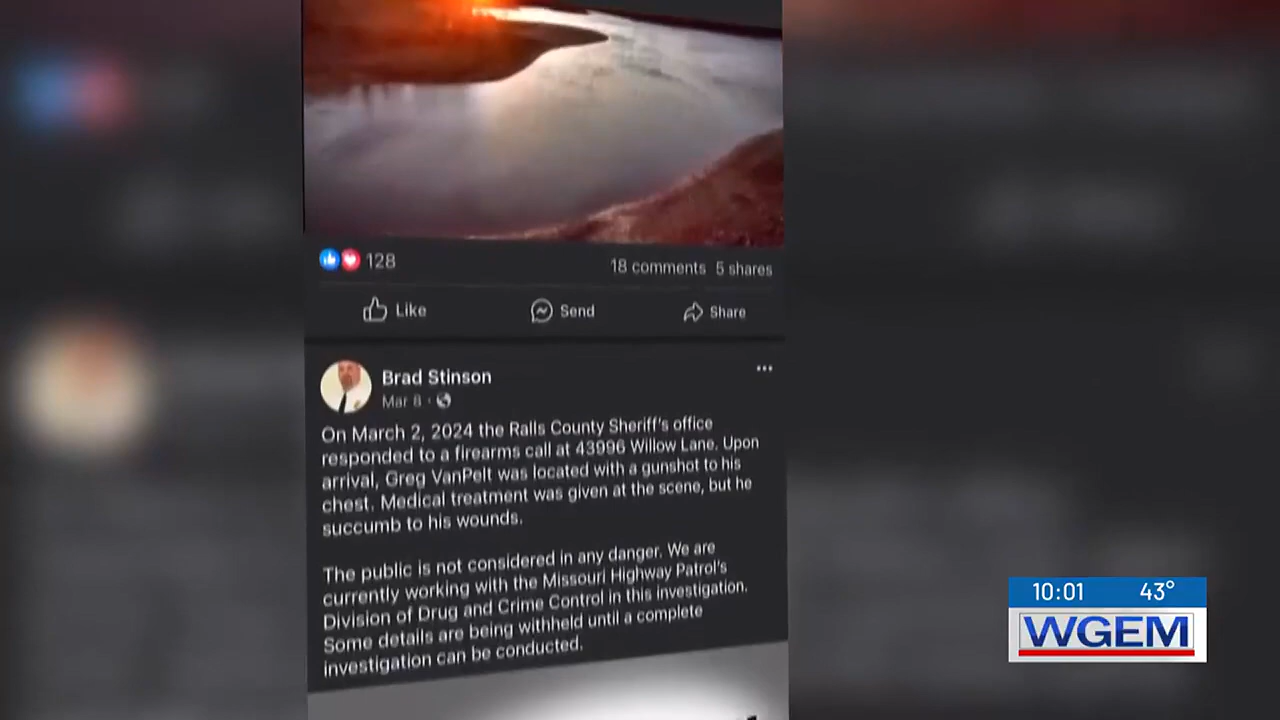 128
18 comments 5 shares
Like
Send
Share
Brad Stinson
Mar 8 ·
On March 2, 2024 the Ralls County Sheriff's office
responded to a firearms call at 43996 Willow Lane. Upon
arrival, Greg VanPelt was located with a gunshot to his
chest. Medical treatment was given at the scene, but he
succumb to his wounds.
The public is not considered in any danger. We are
currently working with the Missouri Highway Patrol's
Division of Drug and Crime Control in this investigation.
Some details are being withheld until a complete
investigation can be conducted.
10:01 43°
WGEM